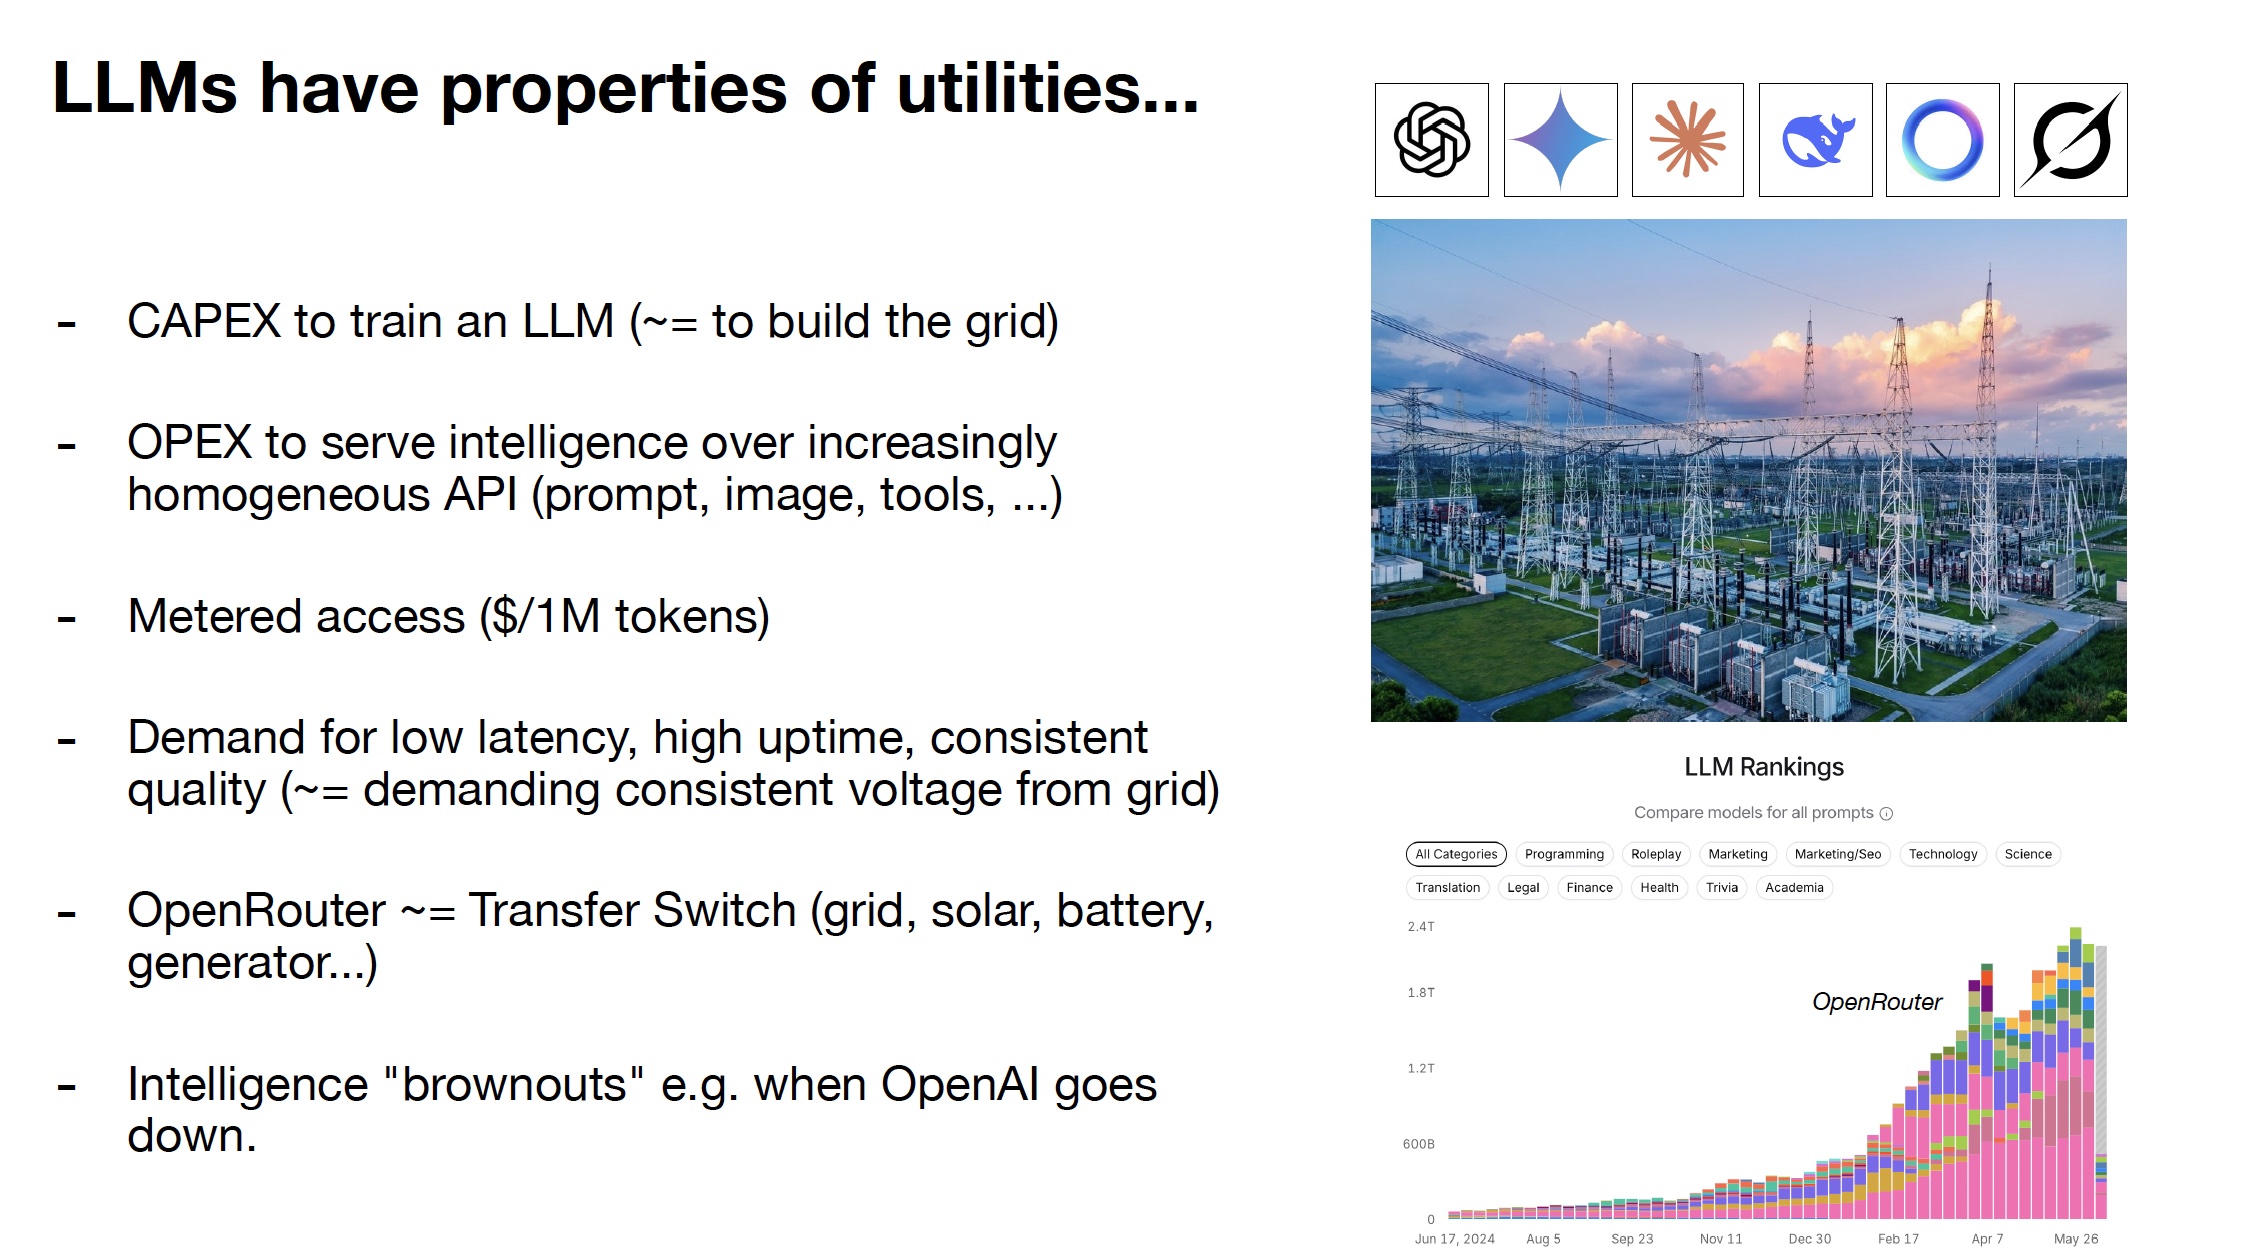 LLMs have properties of utilities...
- CAPEX to train an LLM (~= to build the grid)
- OPEX to serve intelligence over increasingly
homogeneous API (prompt, image, tools, ...)
- Metered access ($/1M tokens)
- Demand for low latency, high uptime, consistent
quality (~= demanding consistent voltage from grid)
- OpenRouter ~= Transfer Switch (grid, solar, battery,
generator...)
- Intelligence "brownouts" e.g. when OpenAI goes
down.
LLM Rankings
Compare models for all prompts
All Categories Programming Roleplay Marketing Marketing/Seo Technology Science
Translation Legal Finance Health Trivia Academia
2.4T
1.8T
OpenRouter
1.2T
600B
0
Jun 17, 2024 Aug 5 Sep 23 Nov 11 Dec 30 Feb 17 Apr 7 May 26